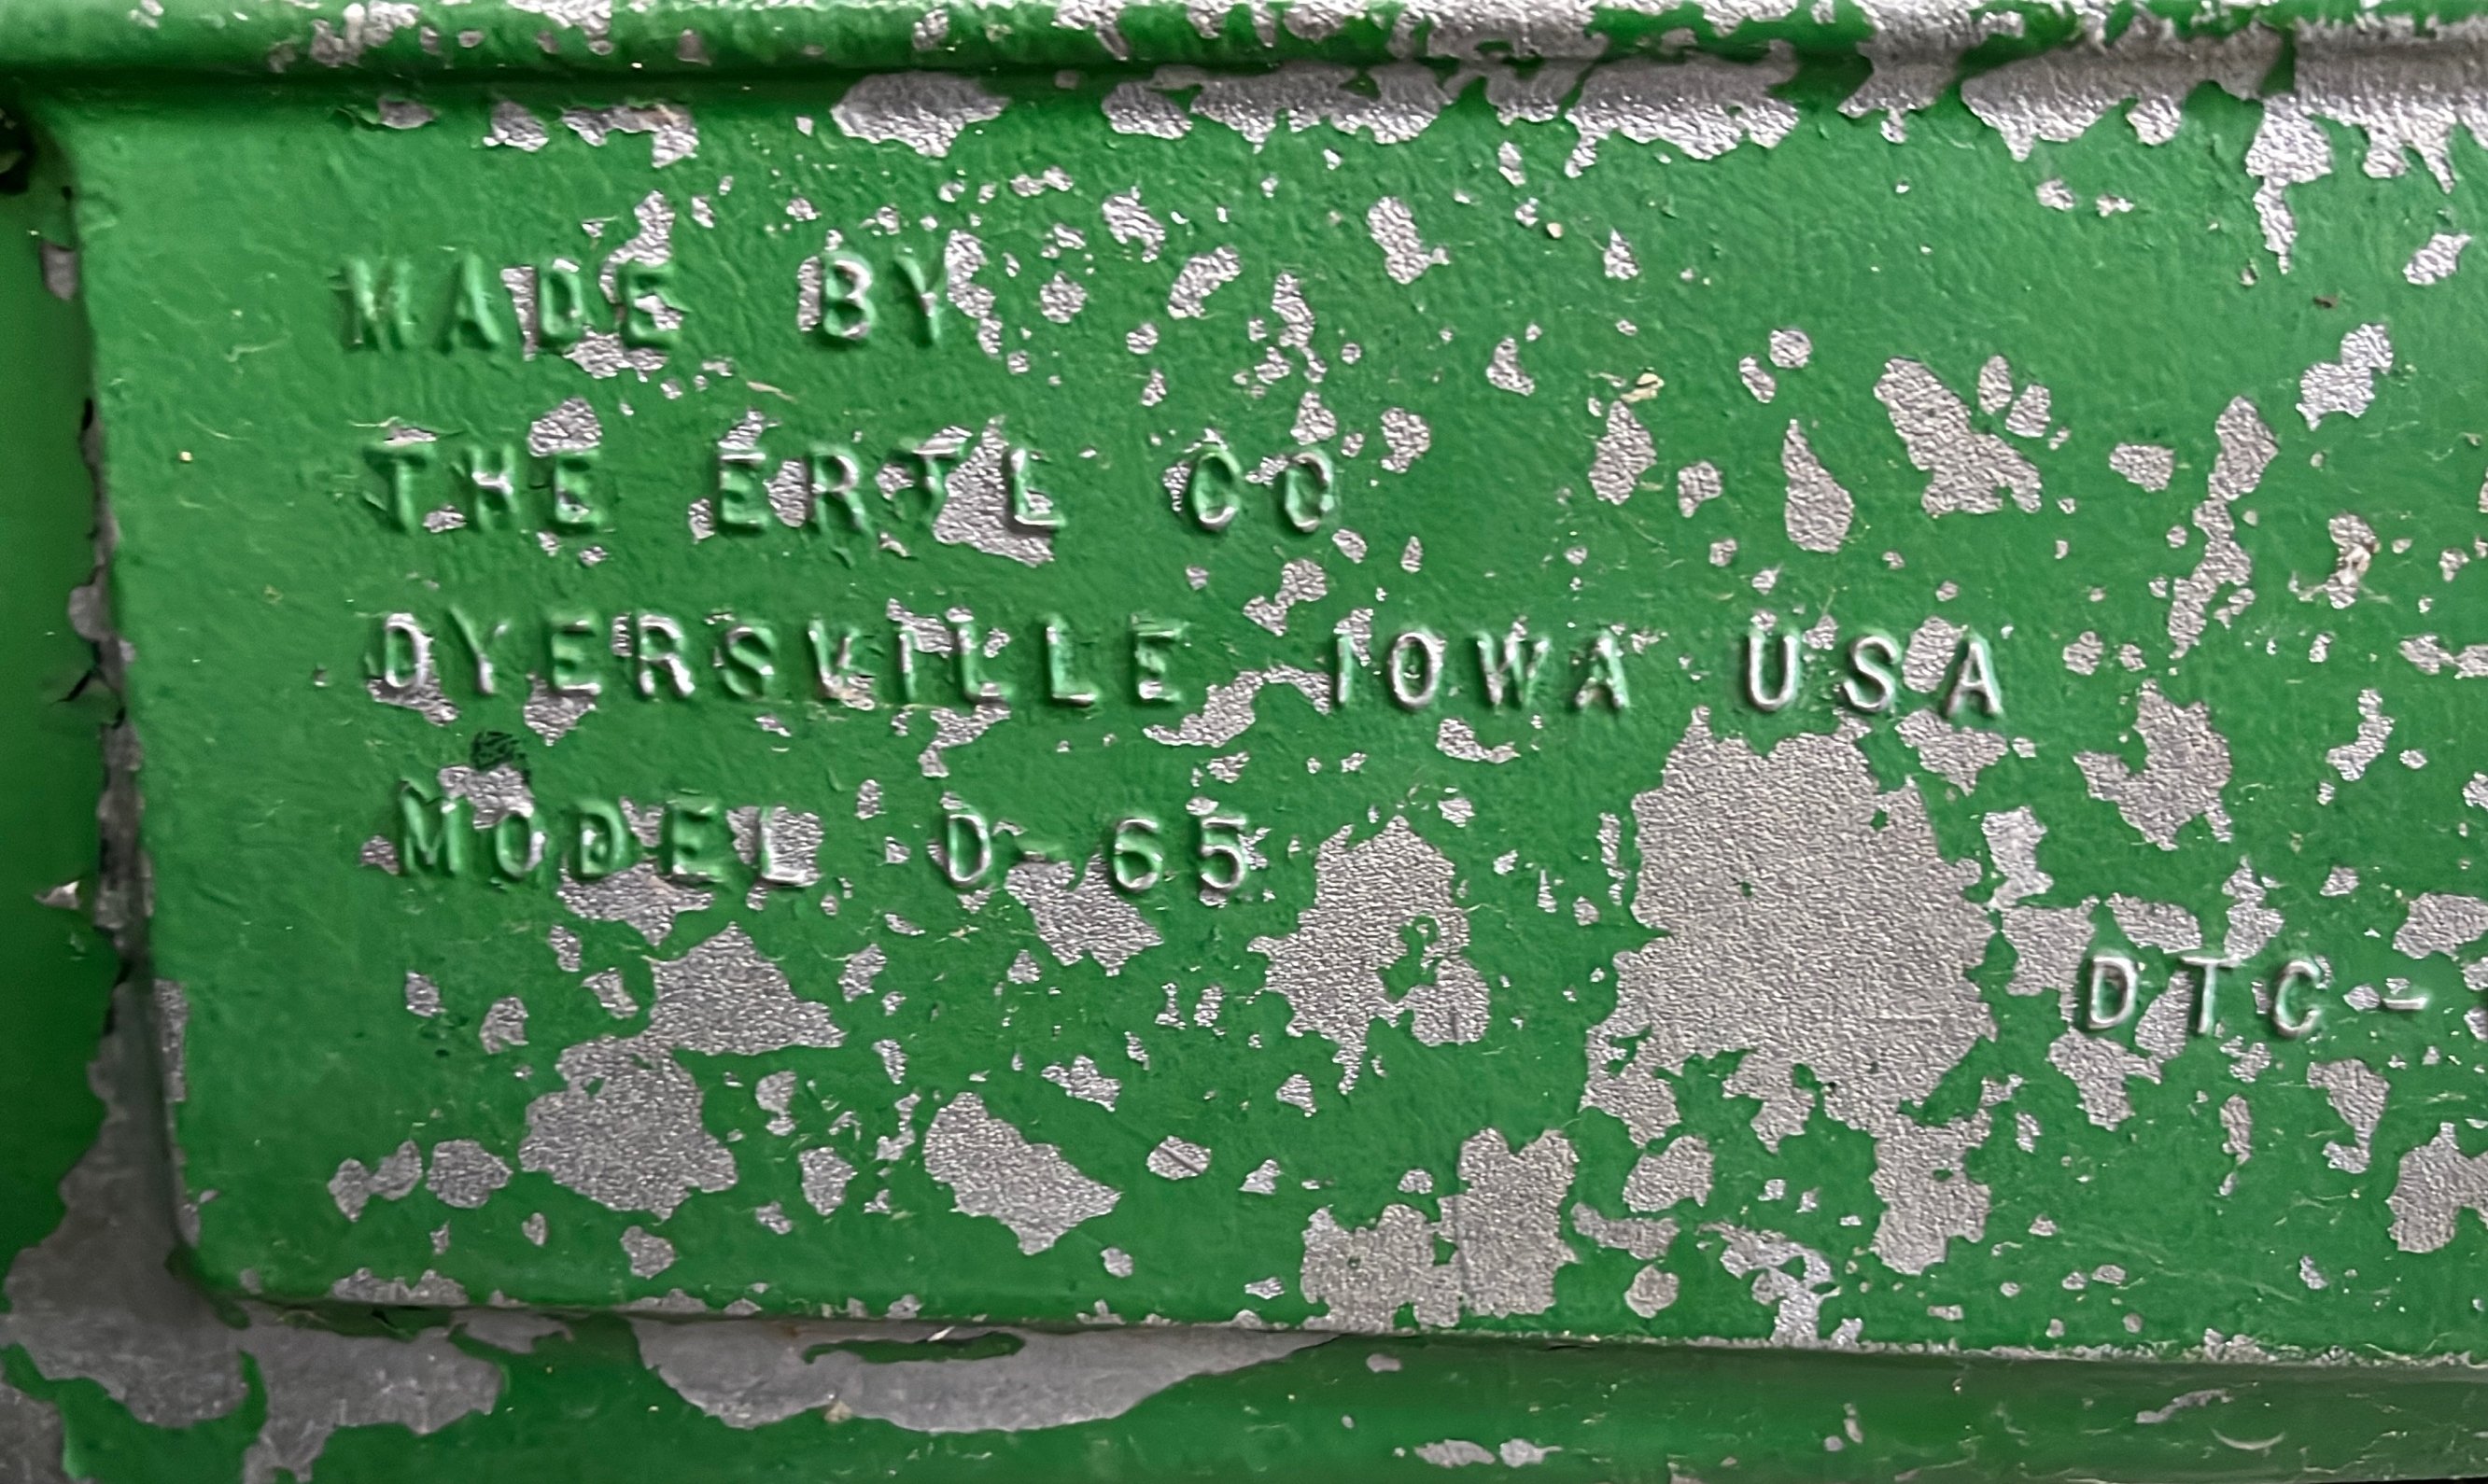 MADE BY
THE ERTL CO
DYERSVILLE IOWA USA
MODEL D-65
DTC-